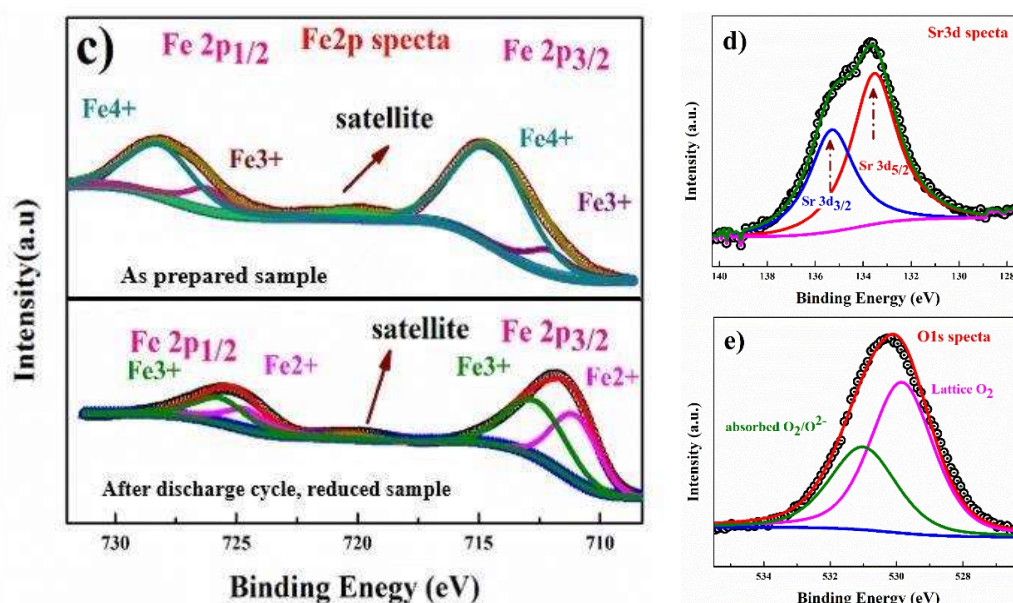 c)
Fe 2p1/2
Fe2p specta
Fe 2p3/2
Fe4+
Fe3+
satellite
Fe4+
Fe3+
As prepared sample
satellite
Fe 2p1/2
Fe 2p3/2
Fe3+
Fe2+
Fe3+
Fe2+
After discharge cycle, reduced sample
Intensity(a.u)
730
725
720
715
710
Binding Enegy (eV)
d)
Sr3d specta
Sr 3d5/2
Sr 3d3/2
Intensity (a.u.)
140
138
136
134
132
130
128
Binding Energy (eV)
e)
O1s specta
Lattice O2
absorbed O2/O2-
Intensity (a.u.)
534
532
530
528
Binding Energy (eV)